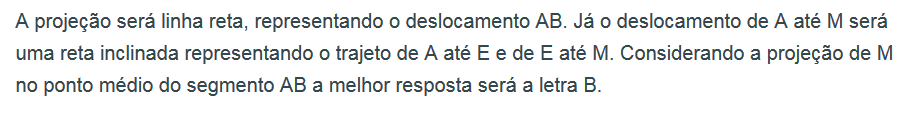 A projeção será linha reta, representando o deslocamento AB. Já o deslocamento de A até M será
uma reta inclinada representando o trajeto de A até E e de E até M. Considerando a projeção de M
no ponto médio do segmento AB a melhor resposta será a letra B.